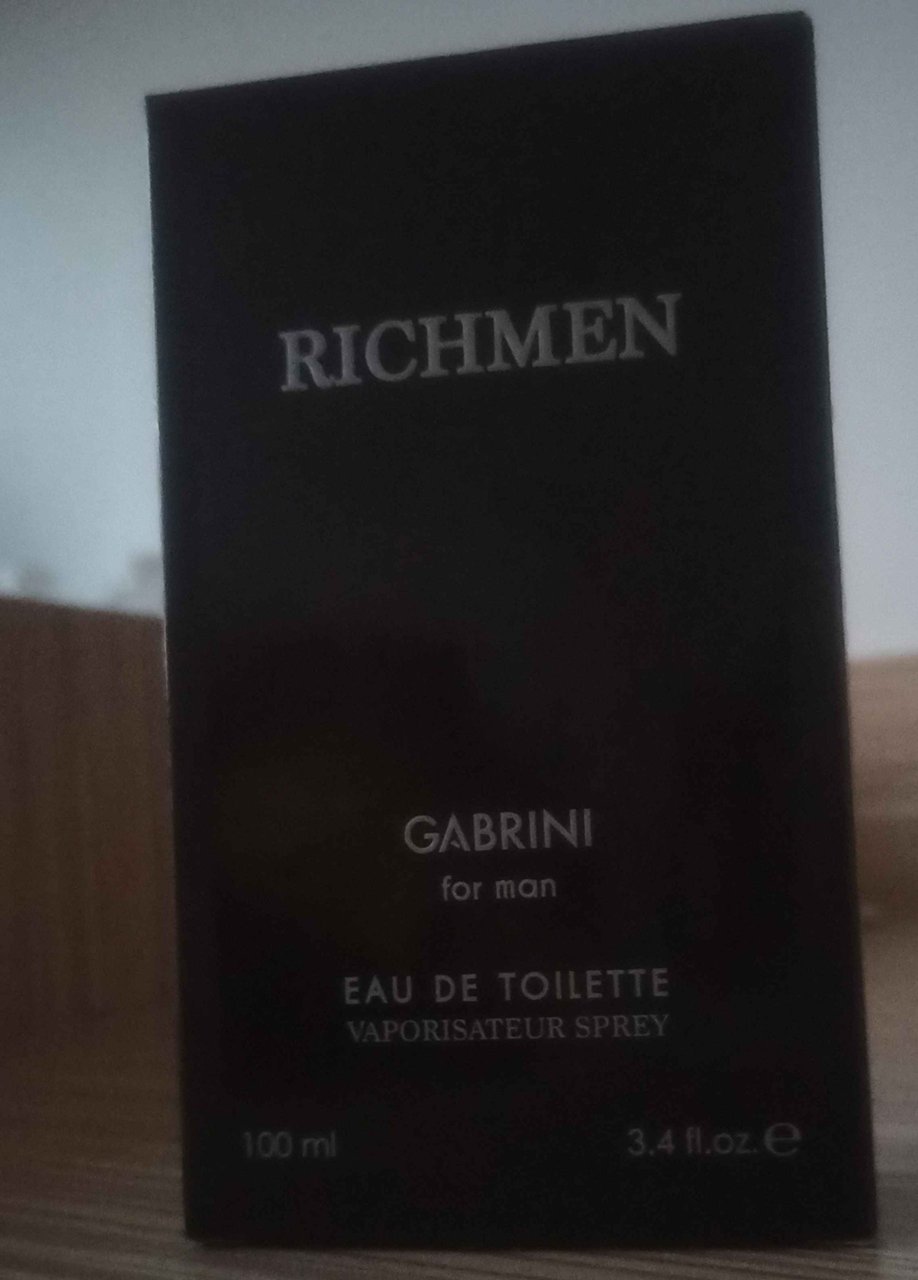 RICHMEN
GABRINI
for man
EAU DE TOILETTE
VAPORISATEUR SPREY
100 ml 3.4 fl.oz. ℮